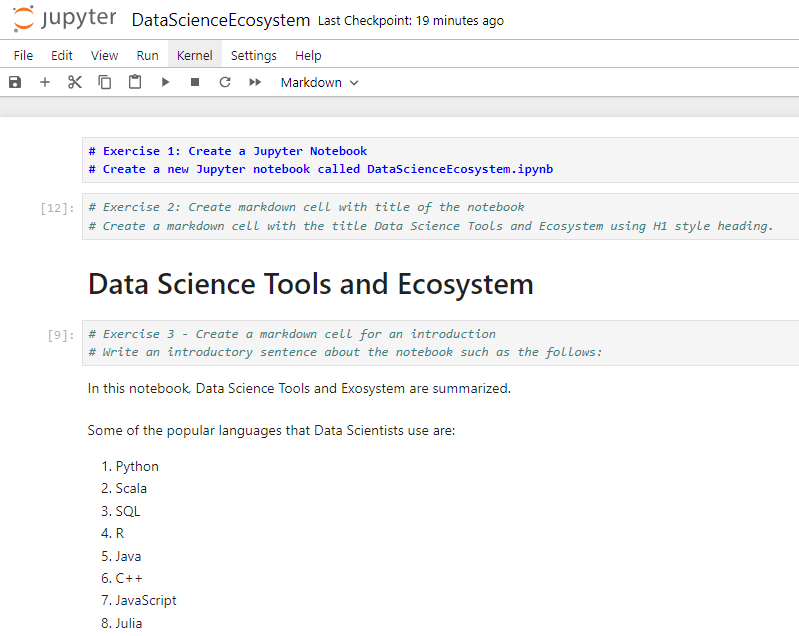 jupyter DataScienceEcosystem Last Checkpoint: 19 minutes ago
File Edit View Run Kernel Settings Help
Markdown
# Exercise 1: Create a Jupyter Notebook
# Create a new Jupyter notebook called DataScienceEcosystem.ipynb
[12]: # Exercise 2: Create markdown cell with title of the notebook
# Create a markdown cell with the title Data Science Tools and Ecosystem using H1 style heading.
Data Science Tools and Ecosystem
[9]: # Exercise 3 - Create a markdown cell for an introduction
# Write an introductory sentence about the notebook such as the follows:
In this notebook, Data Science Tools and Exosystem are summarized.
Some of the popular languages that Data Scientists use are:
1. Python
2. Scala
3. SQL
4. R
5. Java
6. C++
7. JavaScript
8. Julia